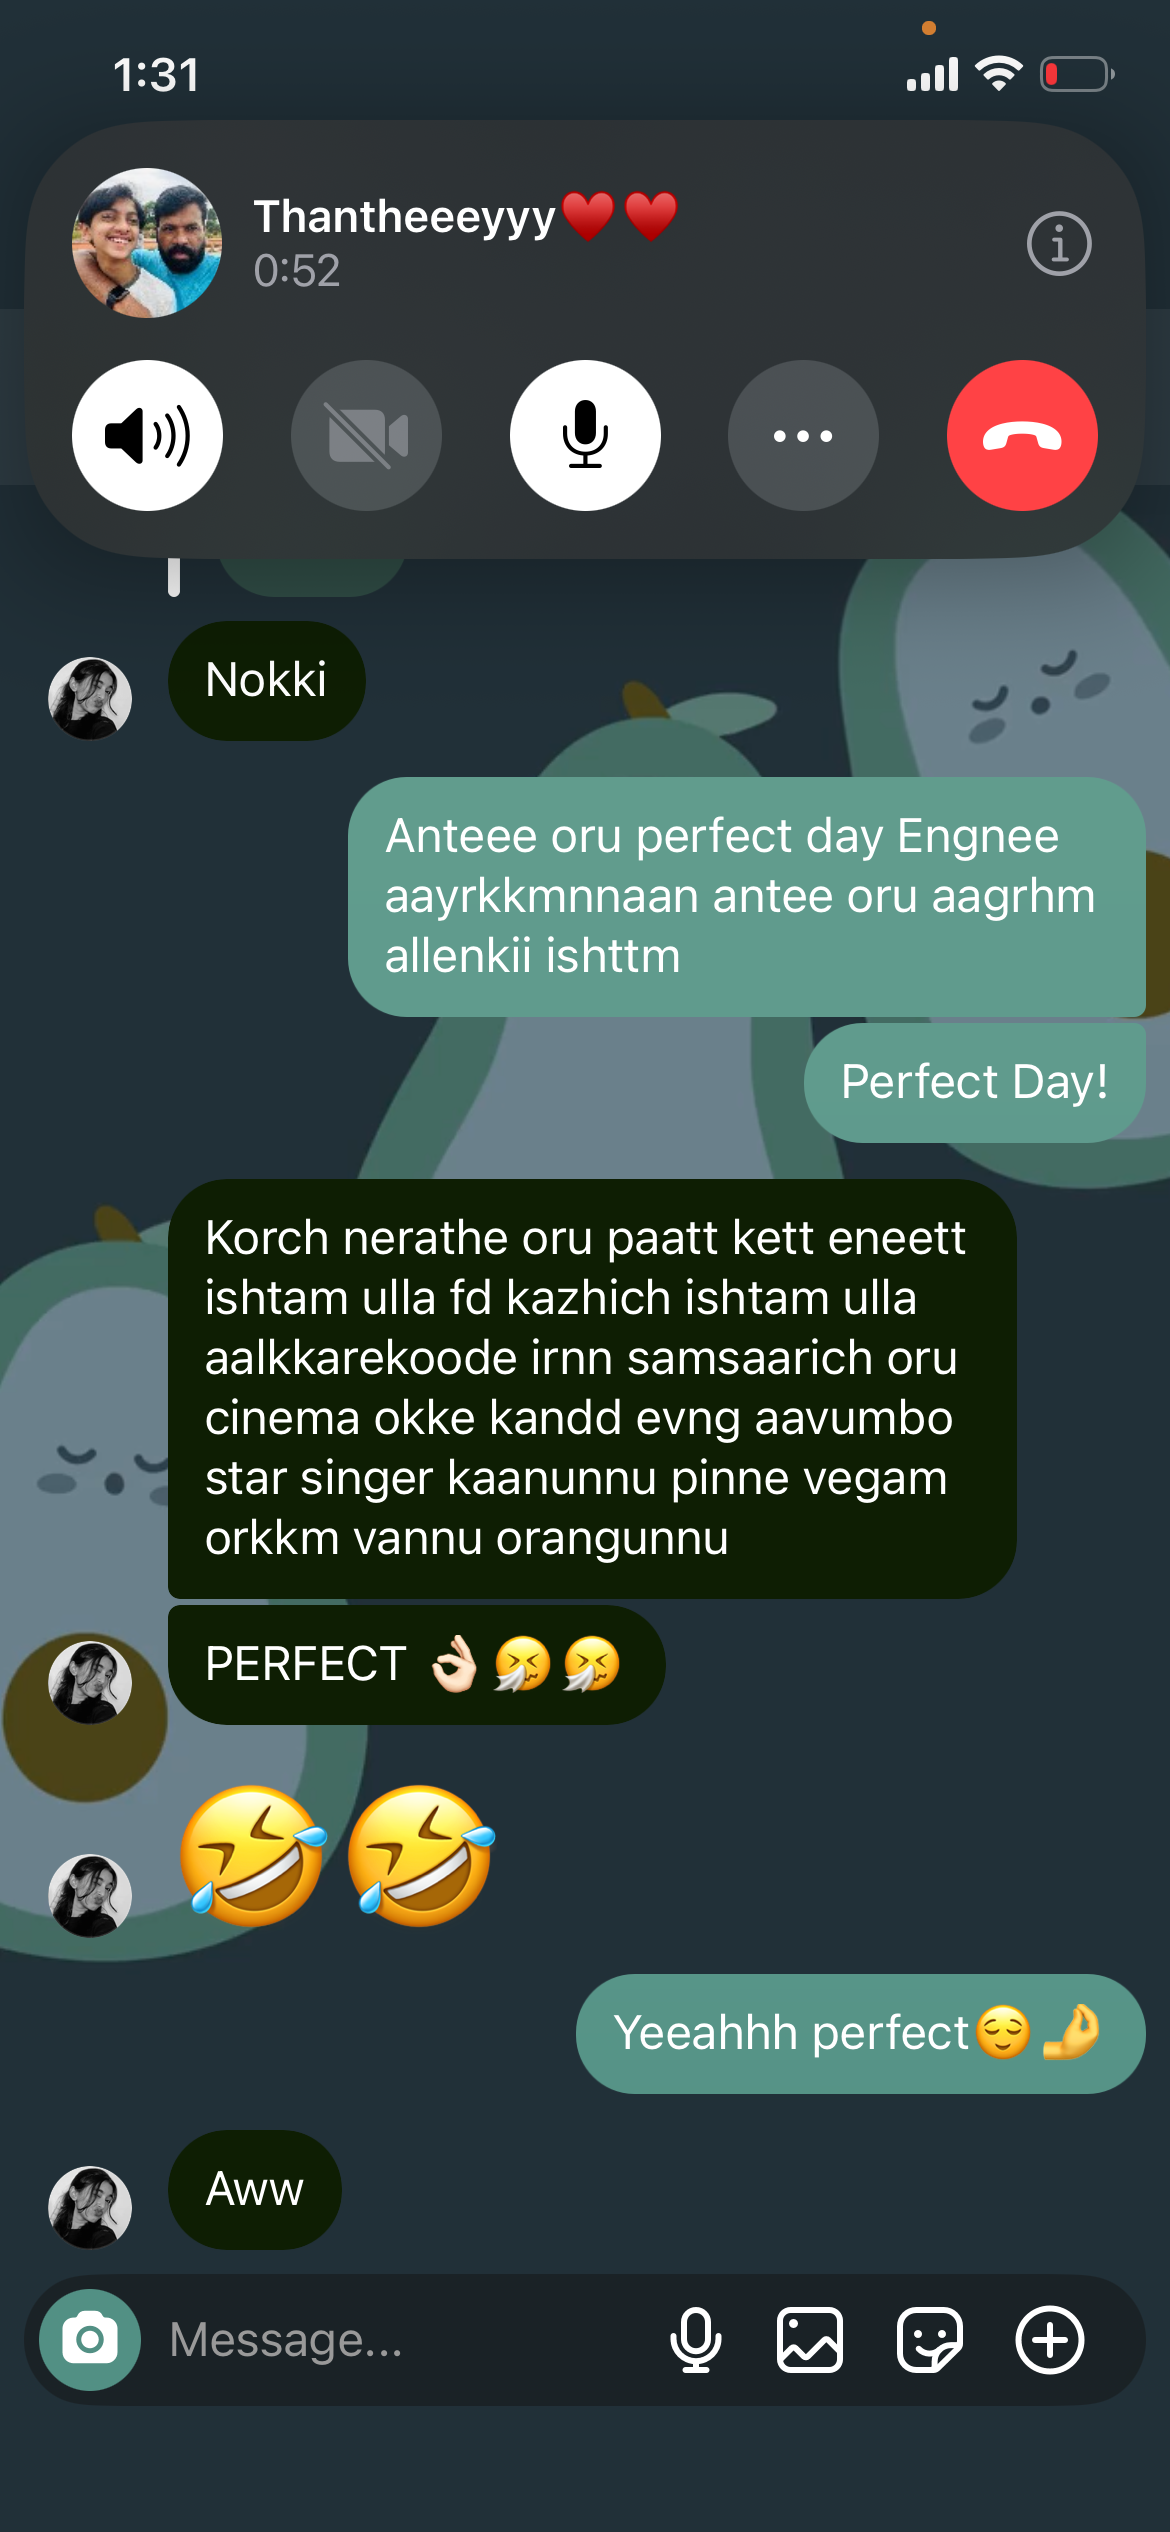 1:31
Thantheeeyyy♥️♥️
0:52
Nokki
Anteee oru perfect day Engnee
aayrkkmnnaan antee oru aagrhm
allenkii ishttm
Perfect Day!
Korch nerathe oru paatt kett eneett
ishtam ulla fd kazhich ishtam ulla
aalkkarekoode irnn samsaarich oru
cinema okke kandd evng aavumbo
star singer kaanunnu pinne vegam
orkkm vannu orangunnu
PERFECT 👌🏻🤧🤧
🤣🤣
Yeeahhh perfect😌🤌
Aww
Message...